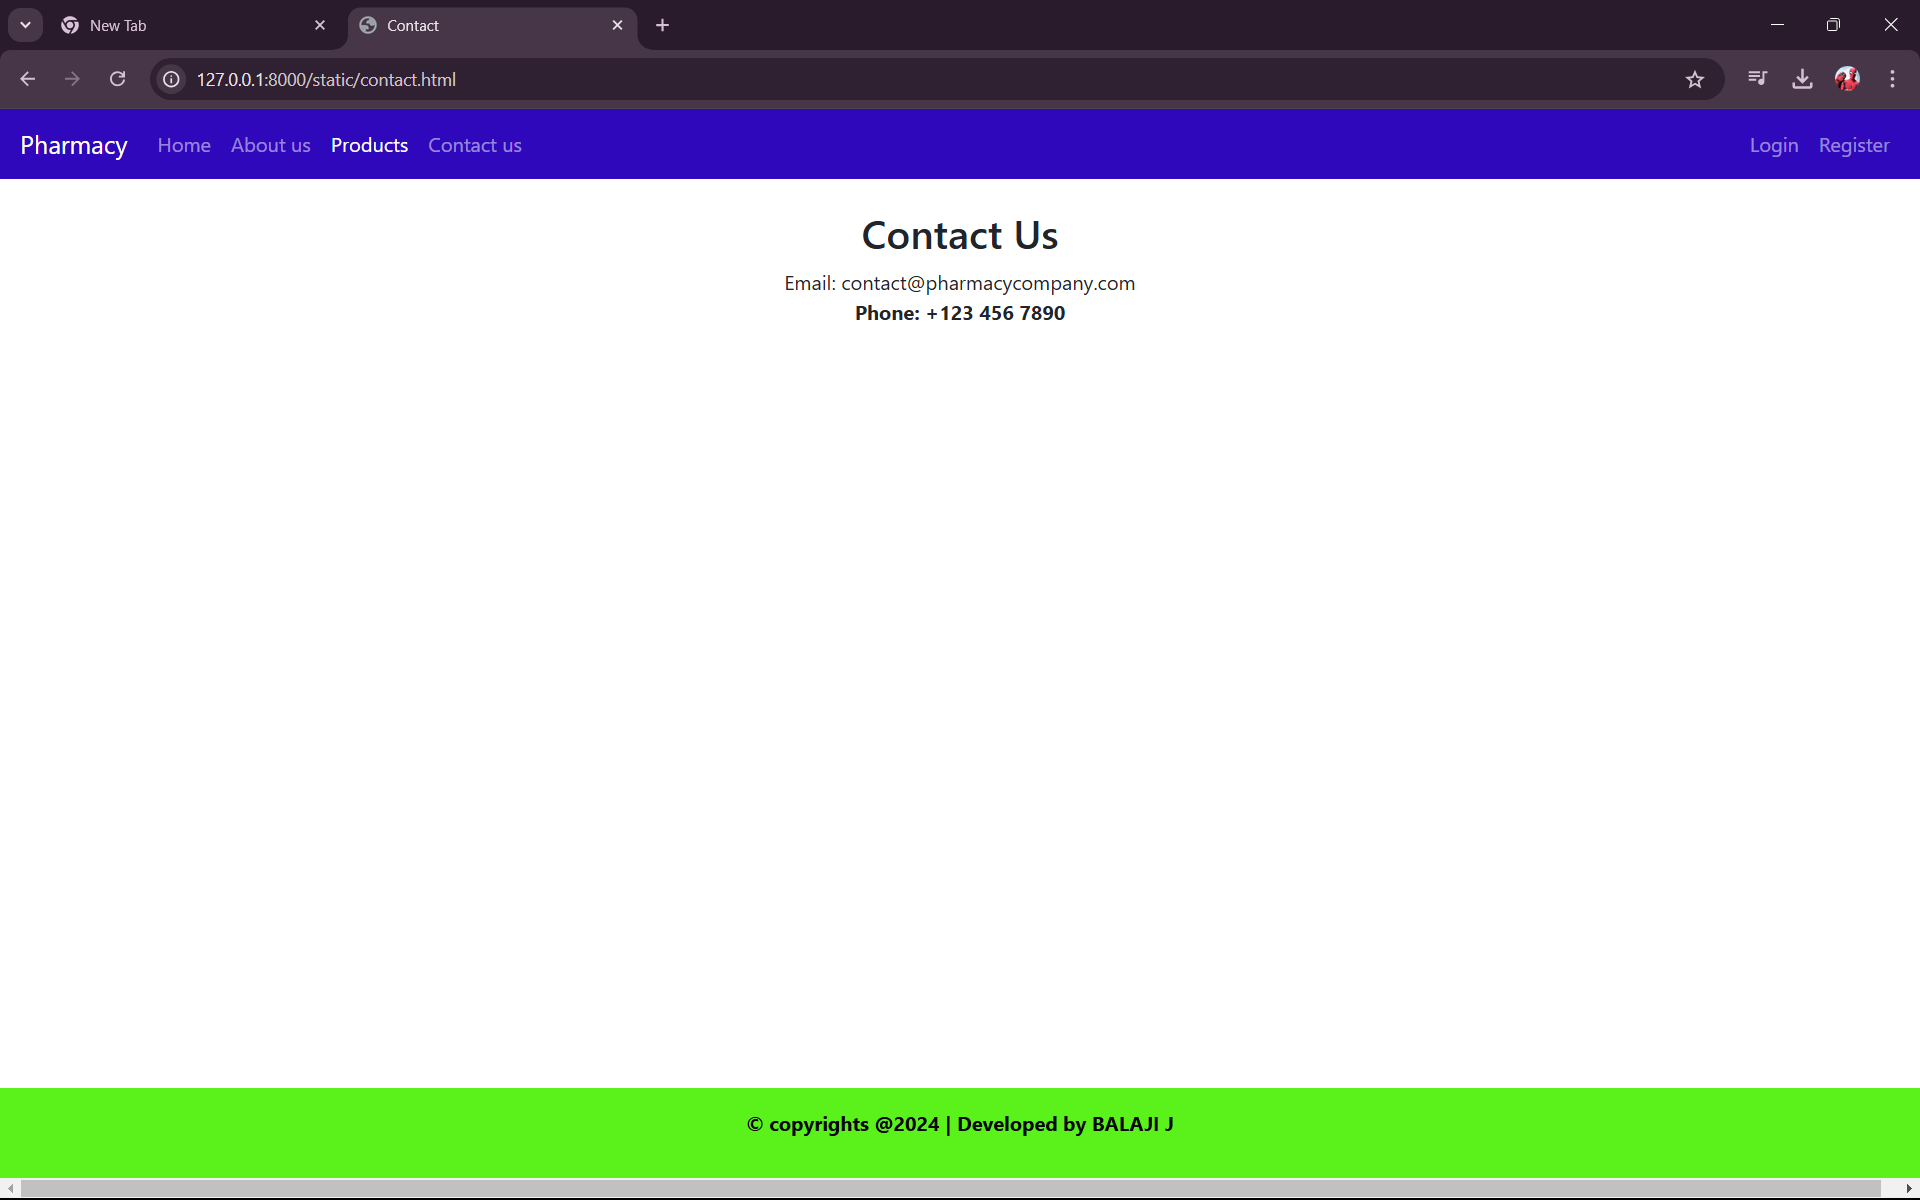 New Tab
Contact
127.0.0.1:8000/static/contact.html
Pharmacy Home About us Products Contact us Login Register
Contact Us
Email: contact@pharmacycompany.com
Phone: +123 456 7890
© copyrights @2024 | Developed by BALAJI J